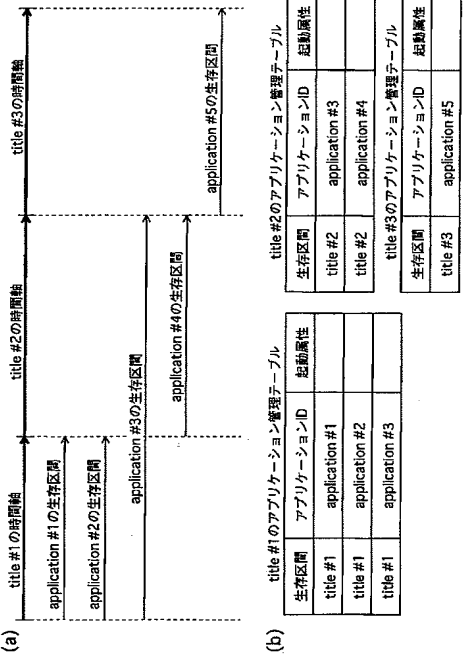 (a)
title #1の時間軸
title #2の時間軸
title #3の時間軸
application #1の生存区間
application #2の生存区間
application #3の生存区間
application #4の生存区間
application #5の生存区間
(b)
title #1のアプリケーション管理テーブル
生存区間 アプリケーションID 起動属性
title #1 application #1
title #1 application #2
title #1 application #3
title #2のアプリケーション管理テーブル
生存区間 アプリケーションID 起動属性
title #2 application #3
title #2 application #4
title #3のアプリケーション管理テーブル
生存区間 アプリケーションID 起動属性
title #3 application #5